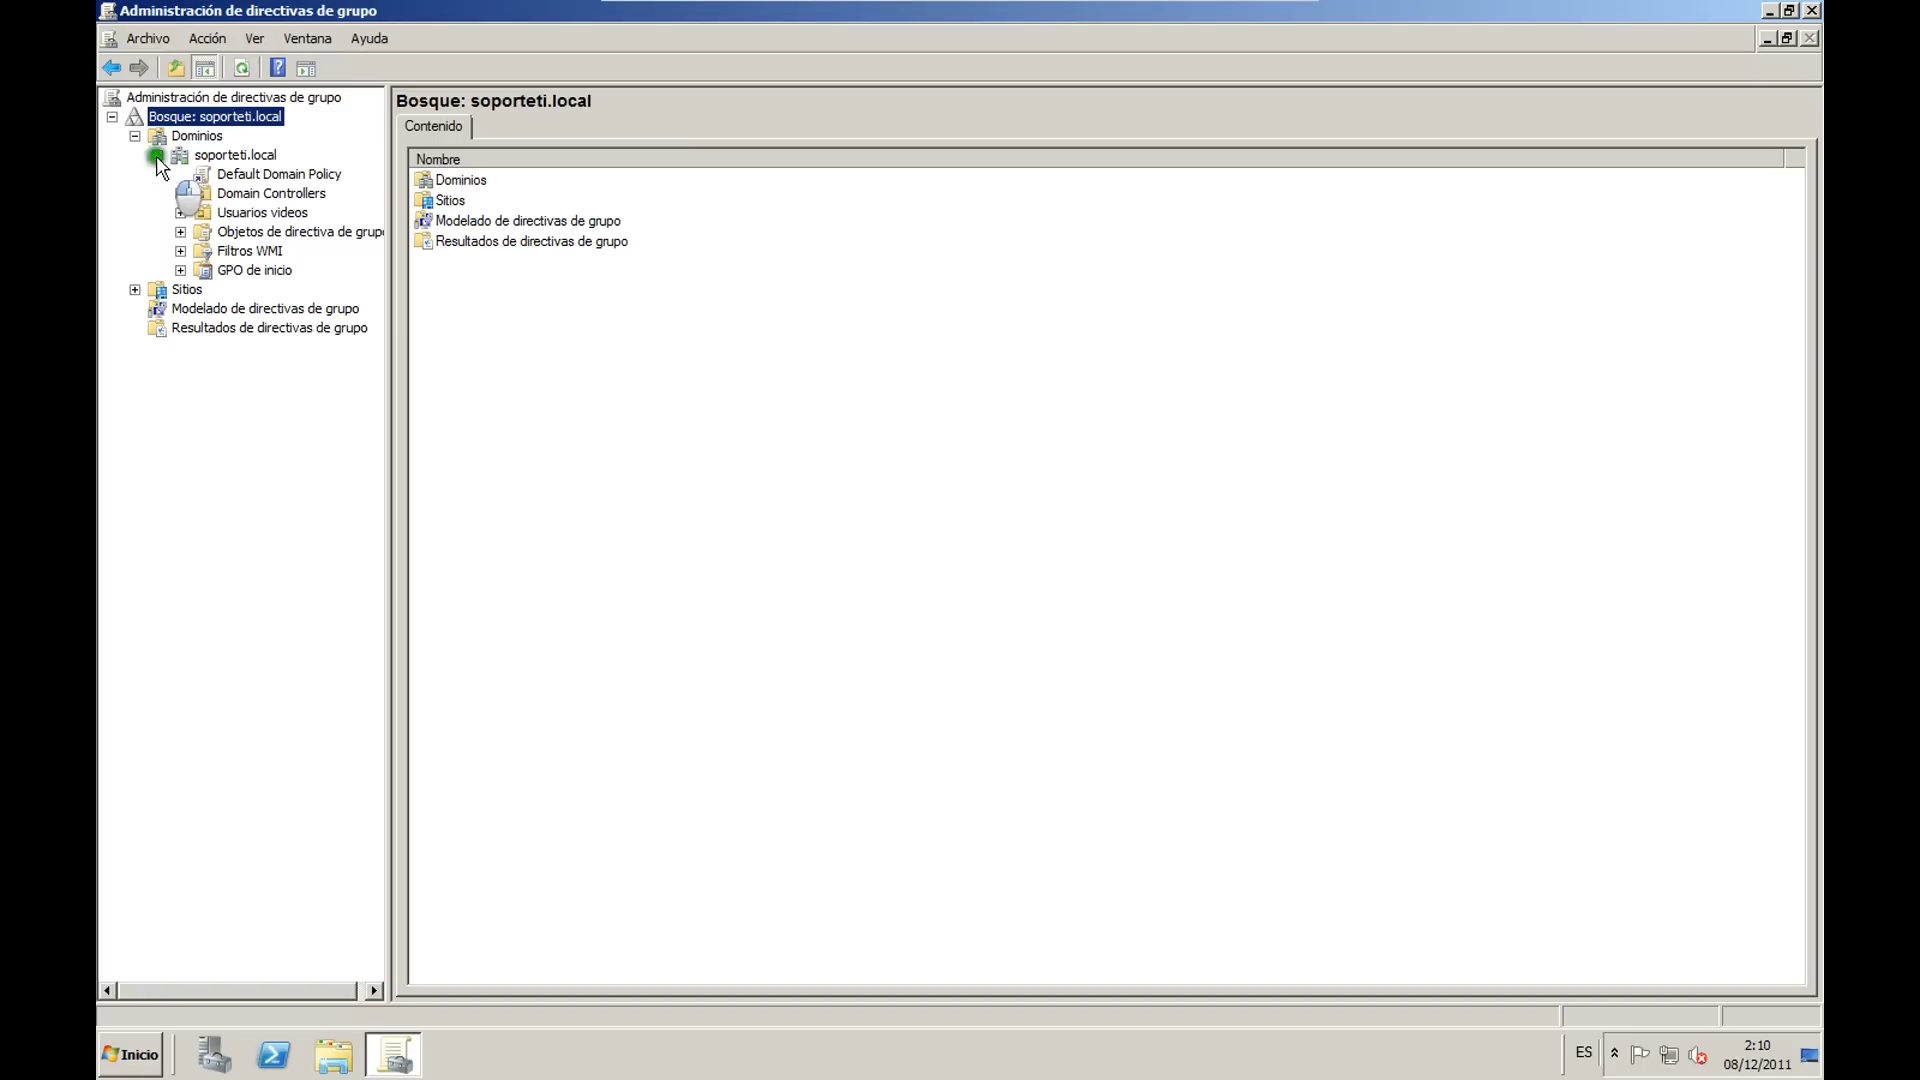 Administración de directivas de grupo
Archivo Acción Ver Ventana Ayuda
Administración de directivas de grupo
Bosque: soporteti.local
Dominios
soporteti.local
Default Domain Policy
Domain Controllers
Usuarios videos
Objetos de directiva de grup
Filtros WMI
GPO de inicio
Sitios
Modelado de directivas de grupo
Resultados de directivas de grupo
Bosque: soporteti.local
Contenido
Nombre
Dominios
Sitios
Modelado de directivas de grupo
Resultados de directivas de grupo
Inicio
ES
2:10
08/12/2011